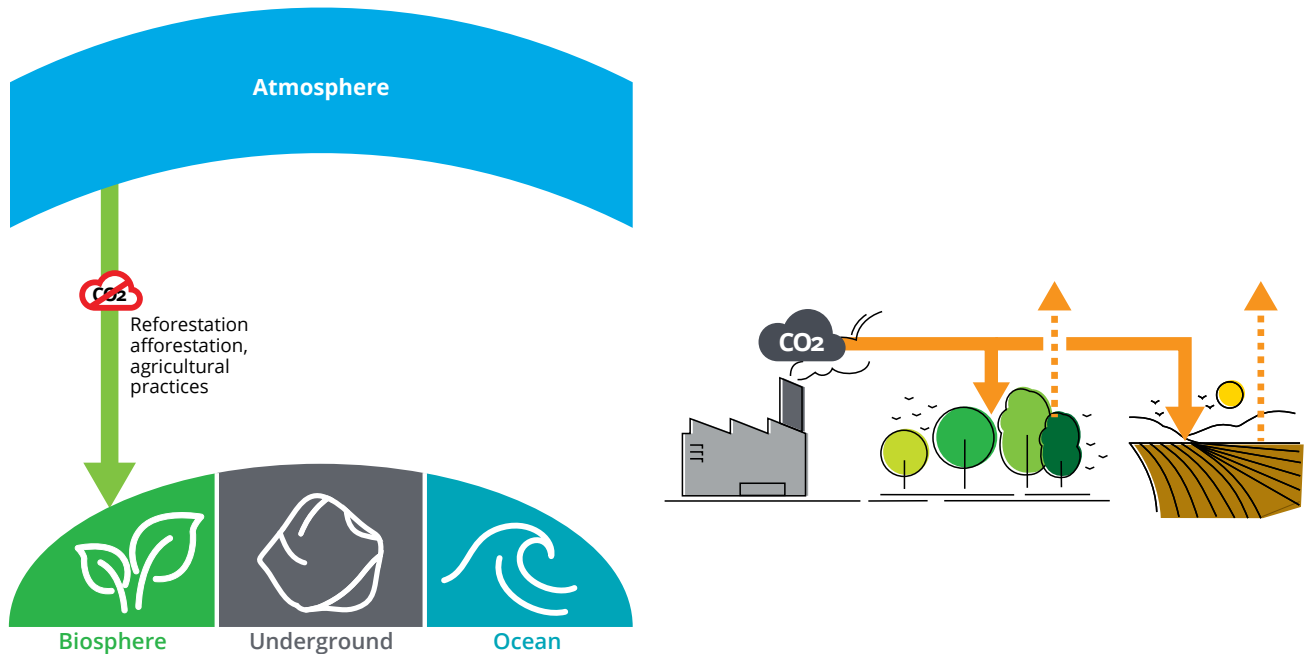 Atmosphere
CO2
Reforestation
afforestation,
agricultural
practices
Biosphere
Underground
Ocean
CO2